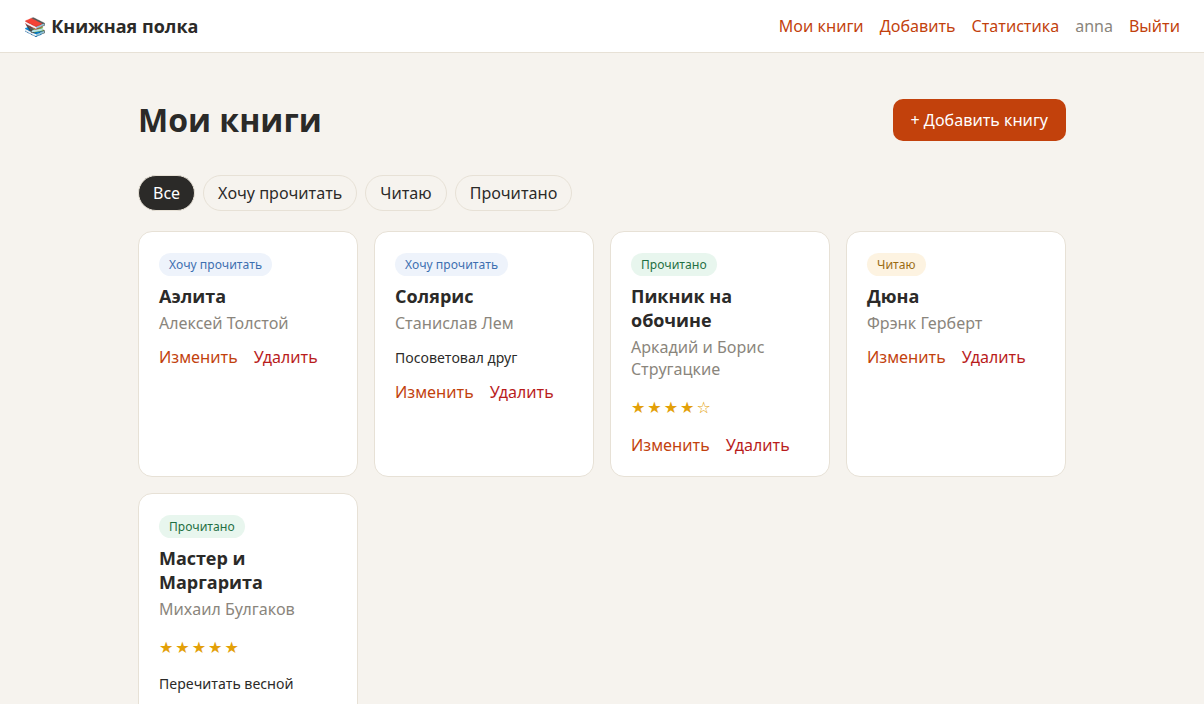 📚 Книжная полка
Мои книги Добавить Статистика anna Выйти
Мои книги
+ Добавить книгу
Все Хочу прочитать Читаю Прочитано
Хочу прочитать
Аэлита
Алексей Толстой
Изменить Удалить
Хочу прочитать
Солярис
Станислав Лем
Посоветовал друг
Изменить Удалить
Прочитано
Пикник на
обочине
Аркадий и Борис
Стругацкие
★★★★☆
Изменить Удалить
Читаю
Дюна
Фрэнк Герберт
Изменить Удалить
Прочитано
Мастер и
Маргарита
Михаил Булгаков
★★★★★
Перечитать весной